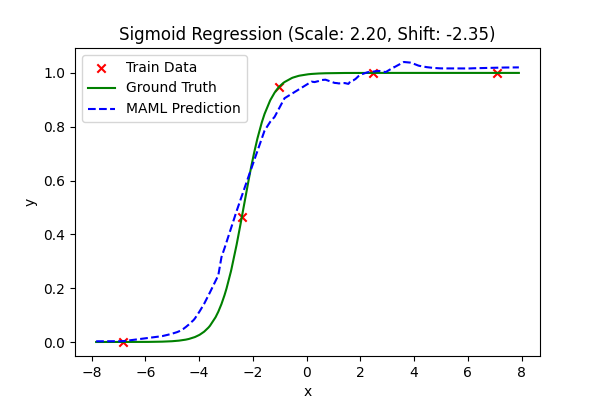 Sigmoid Regression (Scale: 2.20, Shift: -2.35)
Train Data
Ground Truth
MAML Prediction
1.0
0.8
0.6
0.4
0.2
0.0
y
−8 −6 −4 −2 0 2 4 6 8
x